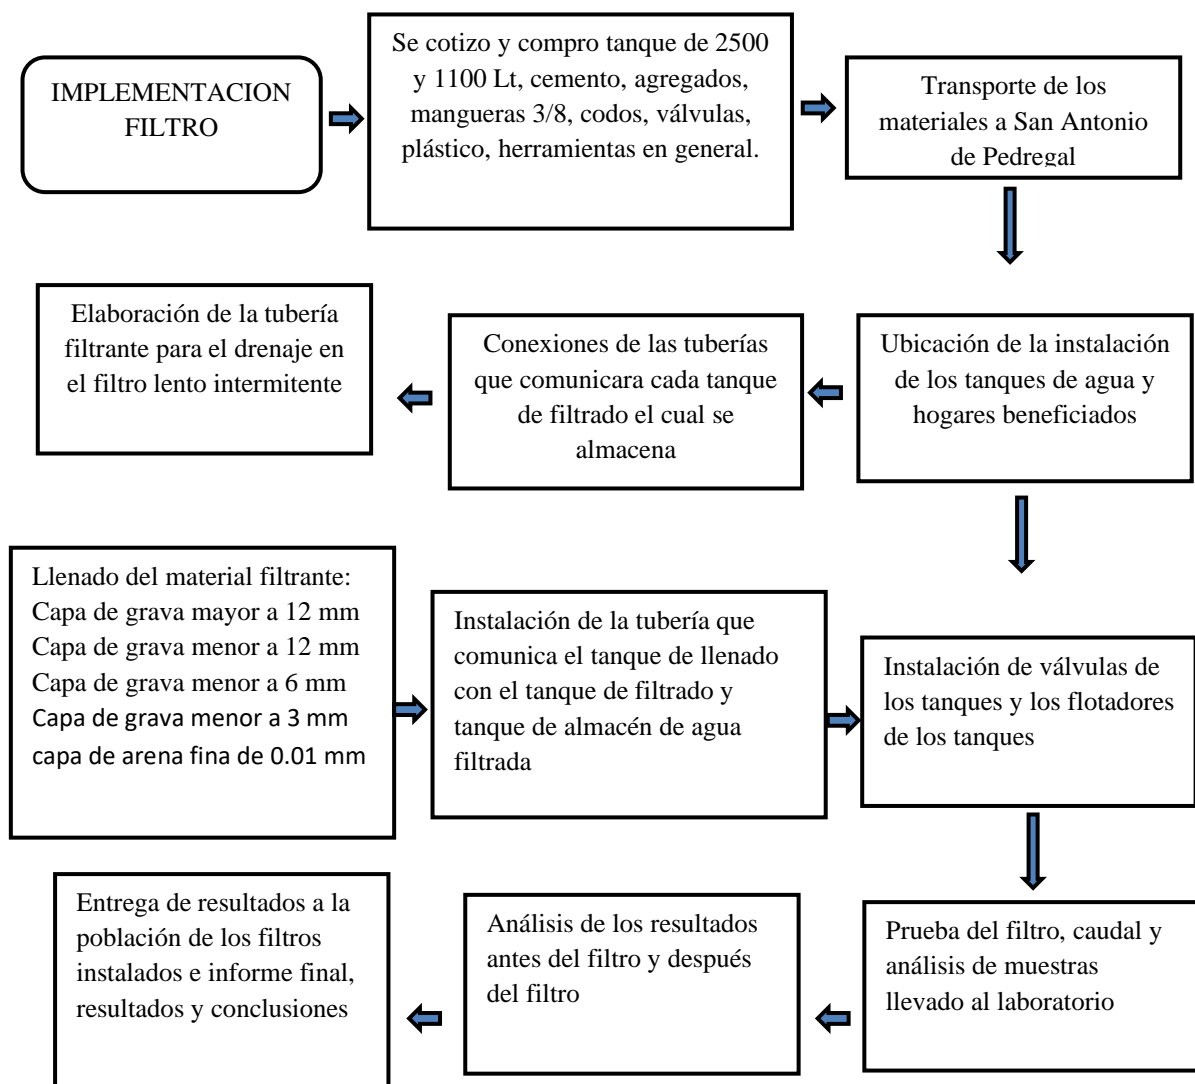 IMPLEMENTACION
FILTRO
Se cotizo y compro tanque de 2500
y 1100 Lt, cemento, agregados,
mangueras 3/8, codos, válvulas,
plástico, herramientas en general.
Transporte de los
materiales a San Antonio
de Pedregal
Ubicación de la instalación
de los tanques de agua y
hogares beneficiados
Conexiones de las tuberías
que comunicara cada tanque
de filtrado el cual se
almacena
Elaboración de la tubería
filtrante para el drenaje en
el filtro lento intermitente
Llenado del material filtrante:
Capa de grava mayor a 12 mm
Capa de grava menor a 12 mm
Capa de grava menor a 6 mm
Capa de grava menor a 3 mm
capa de arena fina de 0.01 mm
Instalación de la tubería que
comunica el tanque de llenado
con el tanque de filtrado y
tanque de almacén de agua
filtrada
Instalación de válvulas de
los tanques y los flotadores
de los tanques
Prueba del filtro, caudal y
análisis de muestras
llevado al laboratorio
Análisis de los resultados
antes del filtro y después
del filtro
Entrega de resultados a la
población de los filtros
instalados e informe final,
resultados y conclusiones